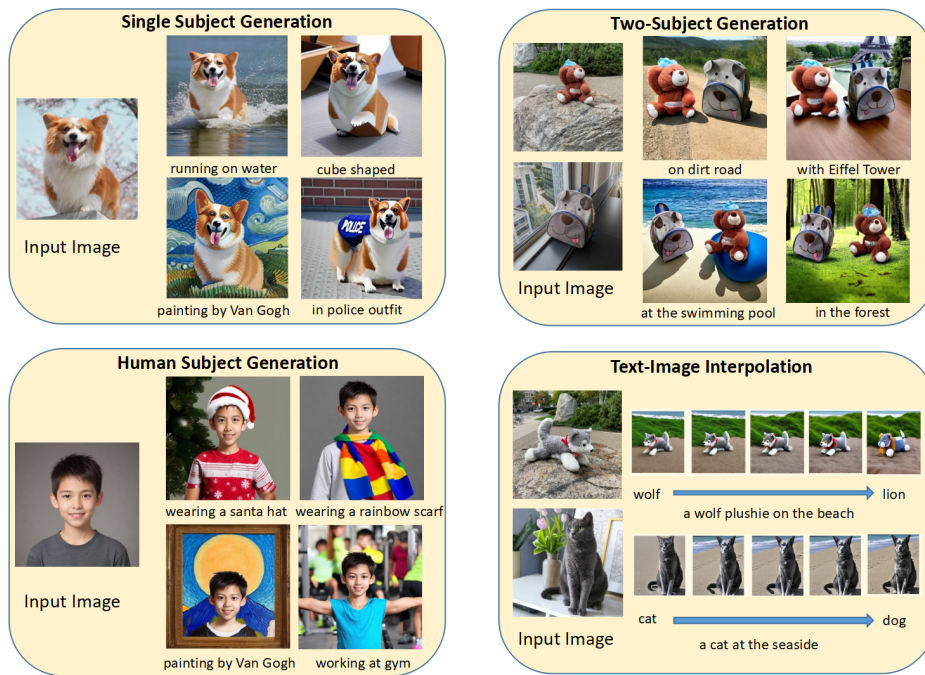 Single Subject Generation
Input Image
running on water
cube shaped
POLICE
painting by Van Gogh
in police outfit
Two-Subject Generation
Input Image
on dirt road
with Eiffel Tower
at the swimming pool
in the forest
Human Subject Generation
Input Image
wearing a santa hat
wearing a rainbow scarf
painting by Van Gogh
working at gym
Text-Image Interpolation
Input Image
wolf
lion
a wolf plushie on the beach
cat
dog
a cat at the seaside